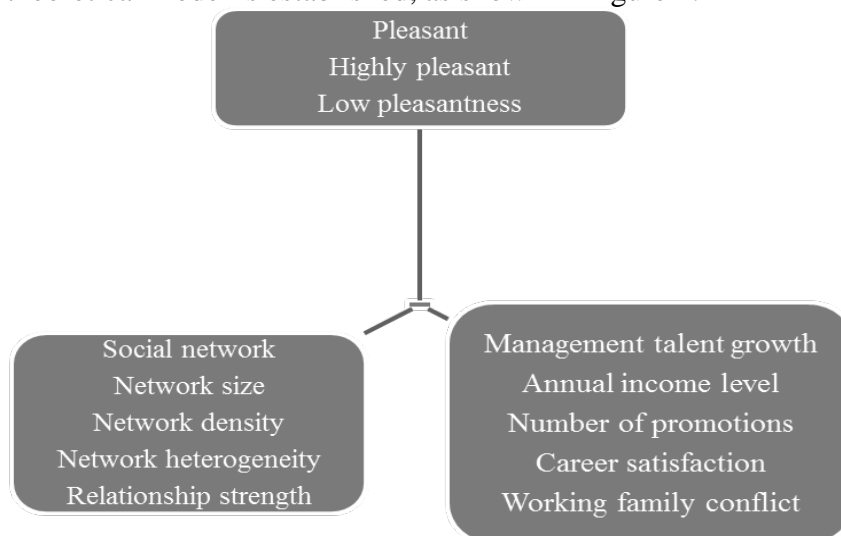 Pleasant
Highly pleasant
Low pleasantness
Social network
Network size
Network density
Network heterogeneity
Relationship strength
Management talent growth
Annual income level
Number of promotions
Career satisfaction
Working family conflict